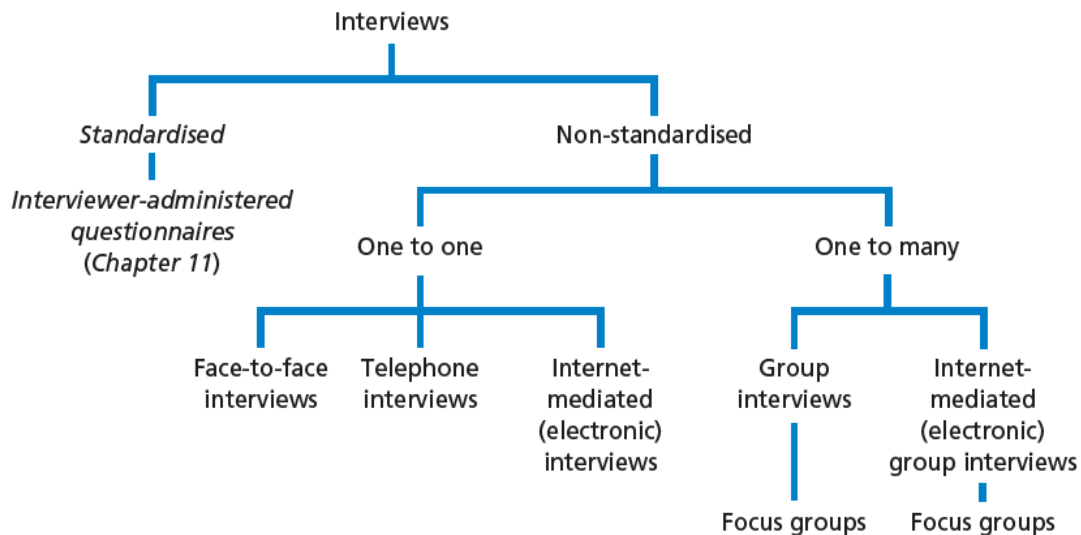 Interviews
Standardised
Non-standardised
Interviewer-administered
questionnaires
(Chapter 11)
One to one
One to many
Face-to-face
interviews
Telephone
interviews
Internet-
mediated
(electronic)
interviews
Group
interviews
Internet-
mediated
(electronic)
group interviews
Focus groups
Focus groups